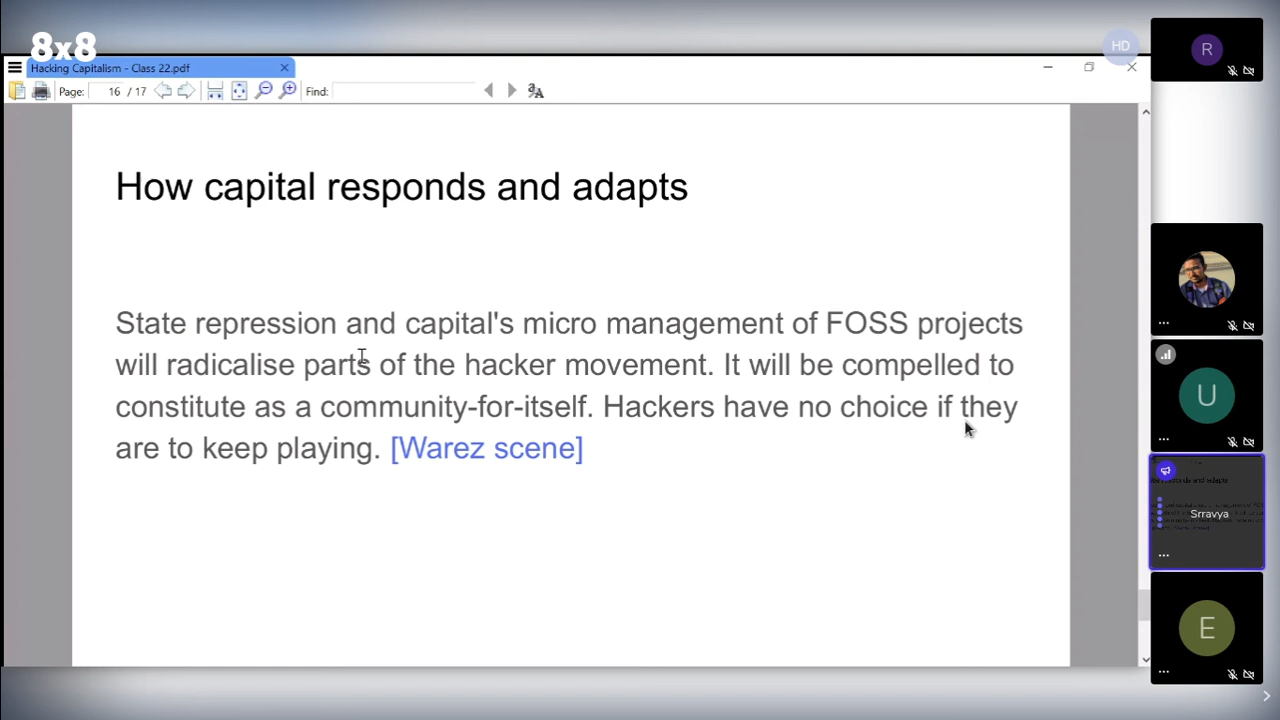 8x8
HD
R
Hacking Capitalism - Class 22.pdf
Page: 16 / 17 Find:
How capital responds and adapts
State repression and capital's micro management of FOSS projects
will radicalise parts of the hacker movement. It will be compelled to
constitute as a community-for-itself. Hackers have no choice if they
are to keep playing. [Warez scene]
U
Srravya
E